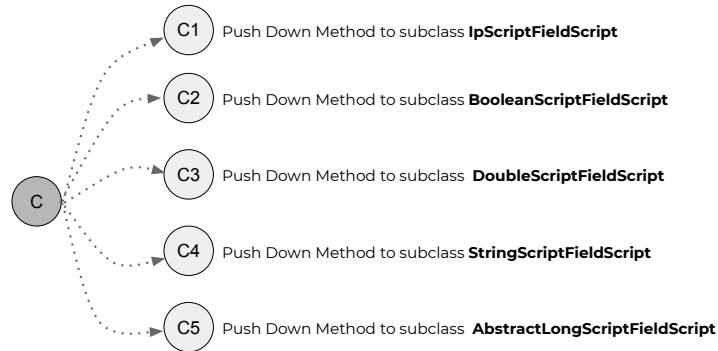 C1 Push Down Method to subclass IpScriptFieldScript
C2 Push Down Method to subclass BooleanScriptFieldScript
C3 Push Down Method to subclass DoubleScriptFieldScript
C
C4 Push Down Method to subclass StringScriptFieldScript
C5 Push Down Method to subclass AbstractLongScriptFieldScript